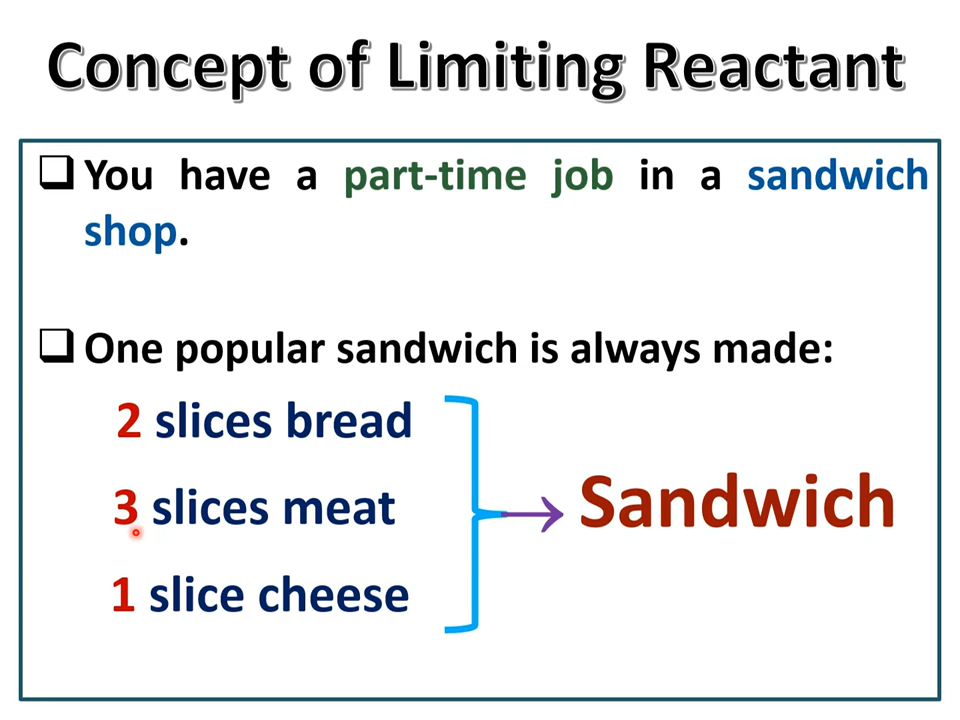 Concept of Limiting Reactant
You have a part-time job in a sandwich
shop.
One popular sandwich is always made:
2 slices bread
3 slices meat
1 slice cheese
Sandwich